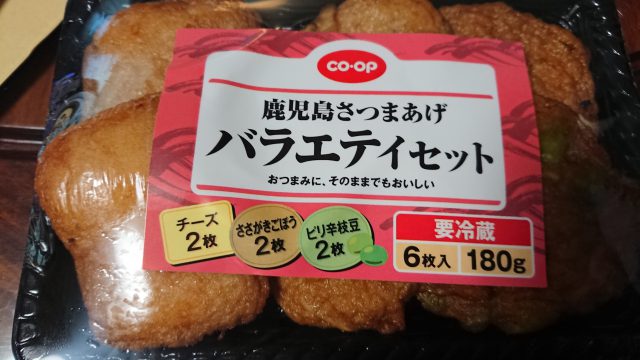 CO・OP
鹿児島さつまあげ
バラエティセット
おつまみに、そのままでもおいしい
チーズ
2枚
ささがきごぼう
2枚
ピリ辛枝豆
2枚
要冷蔵
6枚入 180g